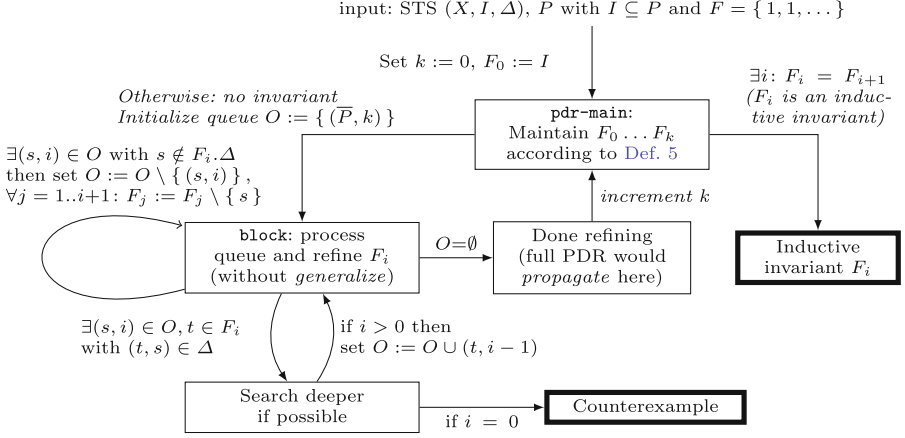 input: STS (X, I, Δ), P with I ⊆ P and F = { 1, 1, . . . }
Set k := 0, F₀ := I
∃i: Fᵢ = Fᵢ₊₁
(Fᵢ is an induc-
tive invariant)
Otherwise: no invariant
Initialize queue O := { (P̅, k) }
pdr-main:
Maintain F₀ . . . Fₖ
according to Def. 5
∃(s, i) ∈ O with s ∉ Fᵢ.Δ
then set O := O \ { (s, i) },
∀j = 1..i+1: Fⱼ := Fⱼ \ { s }
increment k
block: process
queue and refine Fᵢ
(without generalize)
O=∅
Done refining
(full PDR would
propagate here)
Inductive
invariant Fᵢ
∃(s, i) ∈ O, t ∈ Fᵢ
with (t, s) ∈ Δ
if i > 0 then
set O := O ∪ (t, i − 1)
Search deeper
if possible
if i = 0
Counterexample